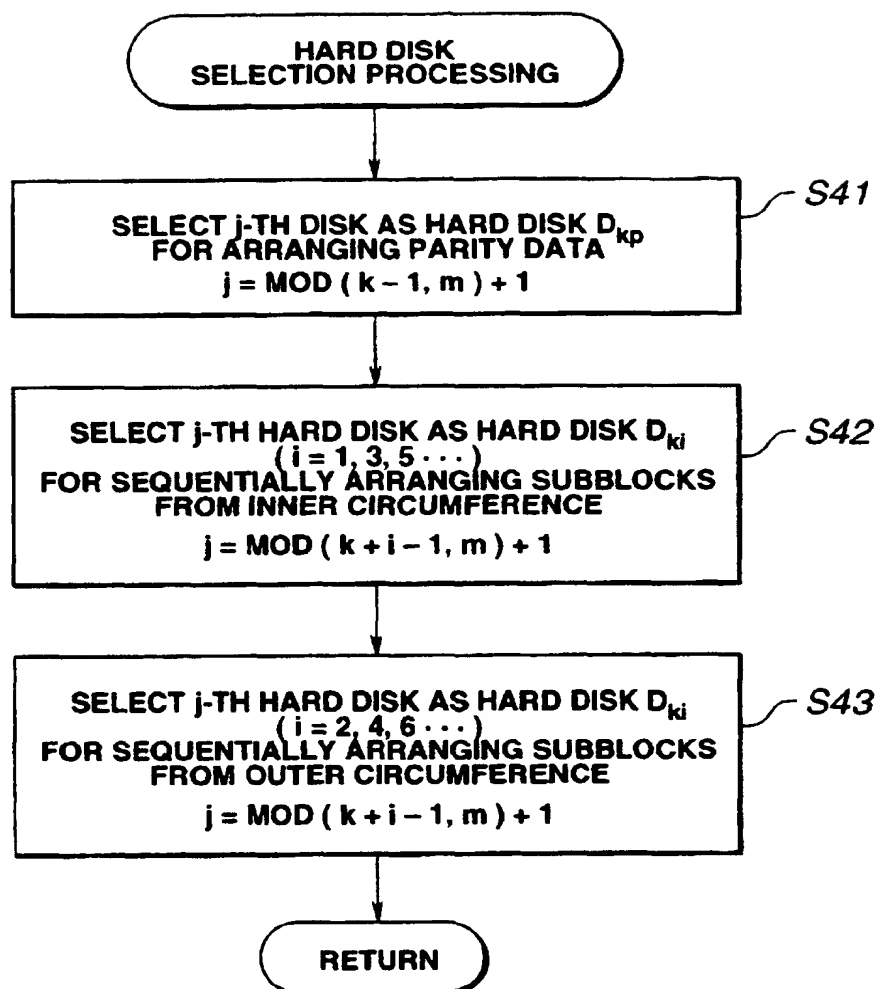 HARD DISK
SELECTION PROCESSING
S41
SELECT j-TH DISK AS HARD DISK Dkp
FOR ARRANGING PARITY DATA
j = MOD ( k – 1, m ) + 1
S42
SELECT j-TH HARD DISK AS HARD DISK Dki
( i = 1, 3, 5 · · · )
FOR SEQUENTIALLY ARRANGING SUBBLOCKS
FROM INNER CIRCUMFERENCE
j = MOD ( k + i – 1, m ) + 1
S43
SELECT j-TH HARD DISK AS HARD DISK Dki
( i = 2, 4, 6 · · · )
FOR SEQUENTIALLY ARRANGING SUBBLOCKS
FROM OUTER CIRCUMFERENCE
j = MOD ( k + i – 1, m ) + 1
RETURN